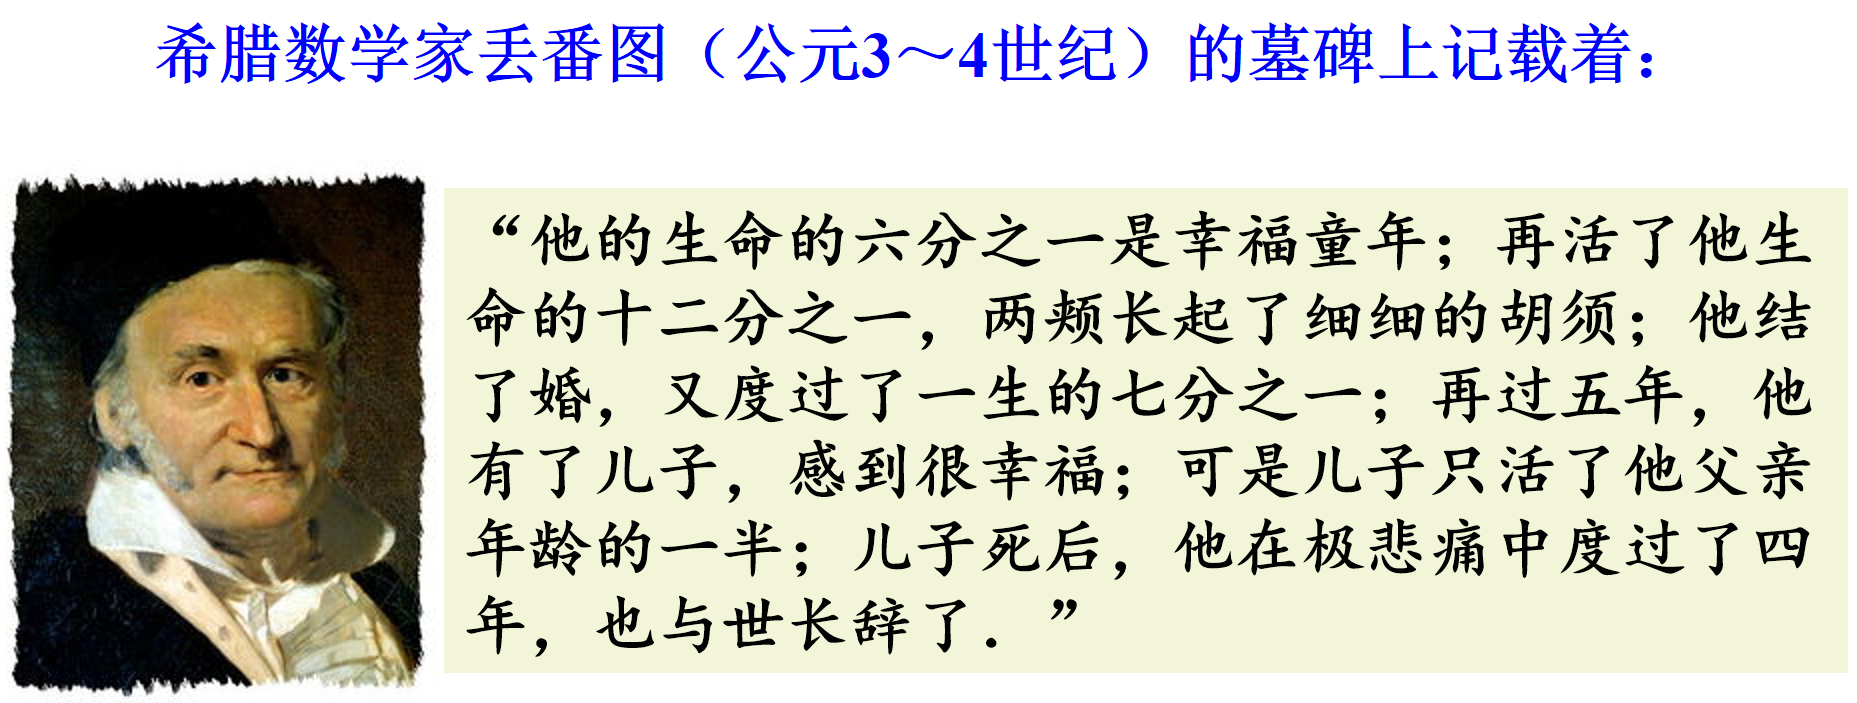 希腊数学家丢番图（公元3～4世纪）的墓碑上记载着：
“他的生命的六分之一是幸福童年；再活了他生
命的十二分之一，两颊长起了细细的胡须；他结
了婚，又度过了一生的七分之一；再过五年，他
有了儿子，感到很幸福；可是儿子只活了他父亲
年龄的一半；儿子死后，他在极悲痛中度过了四
年，也与世长辞了．”